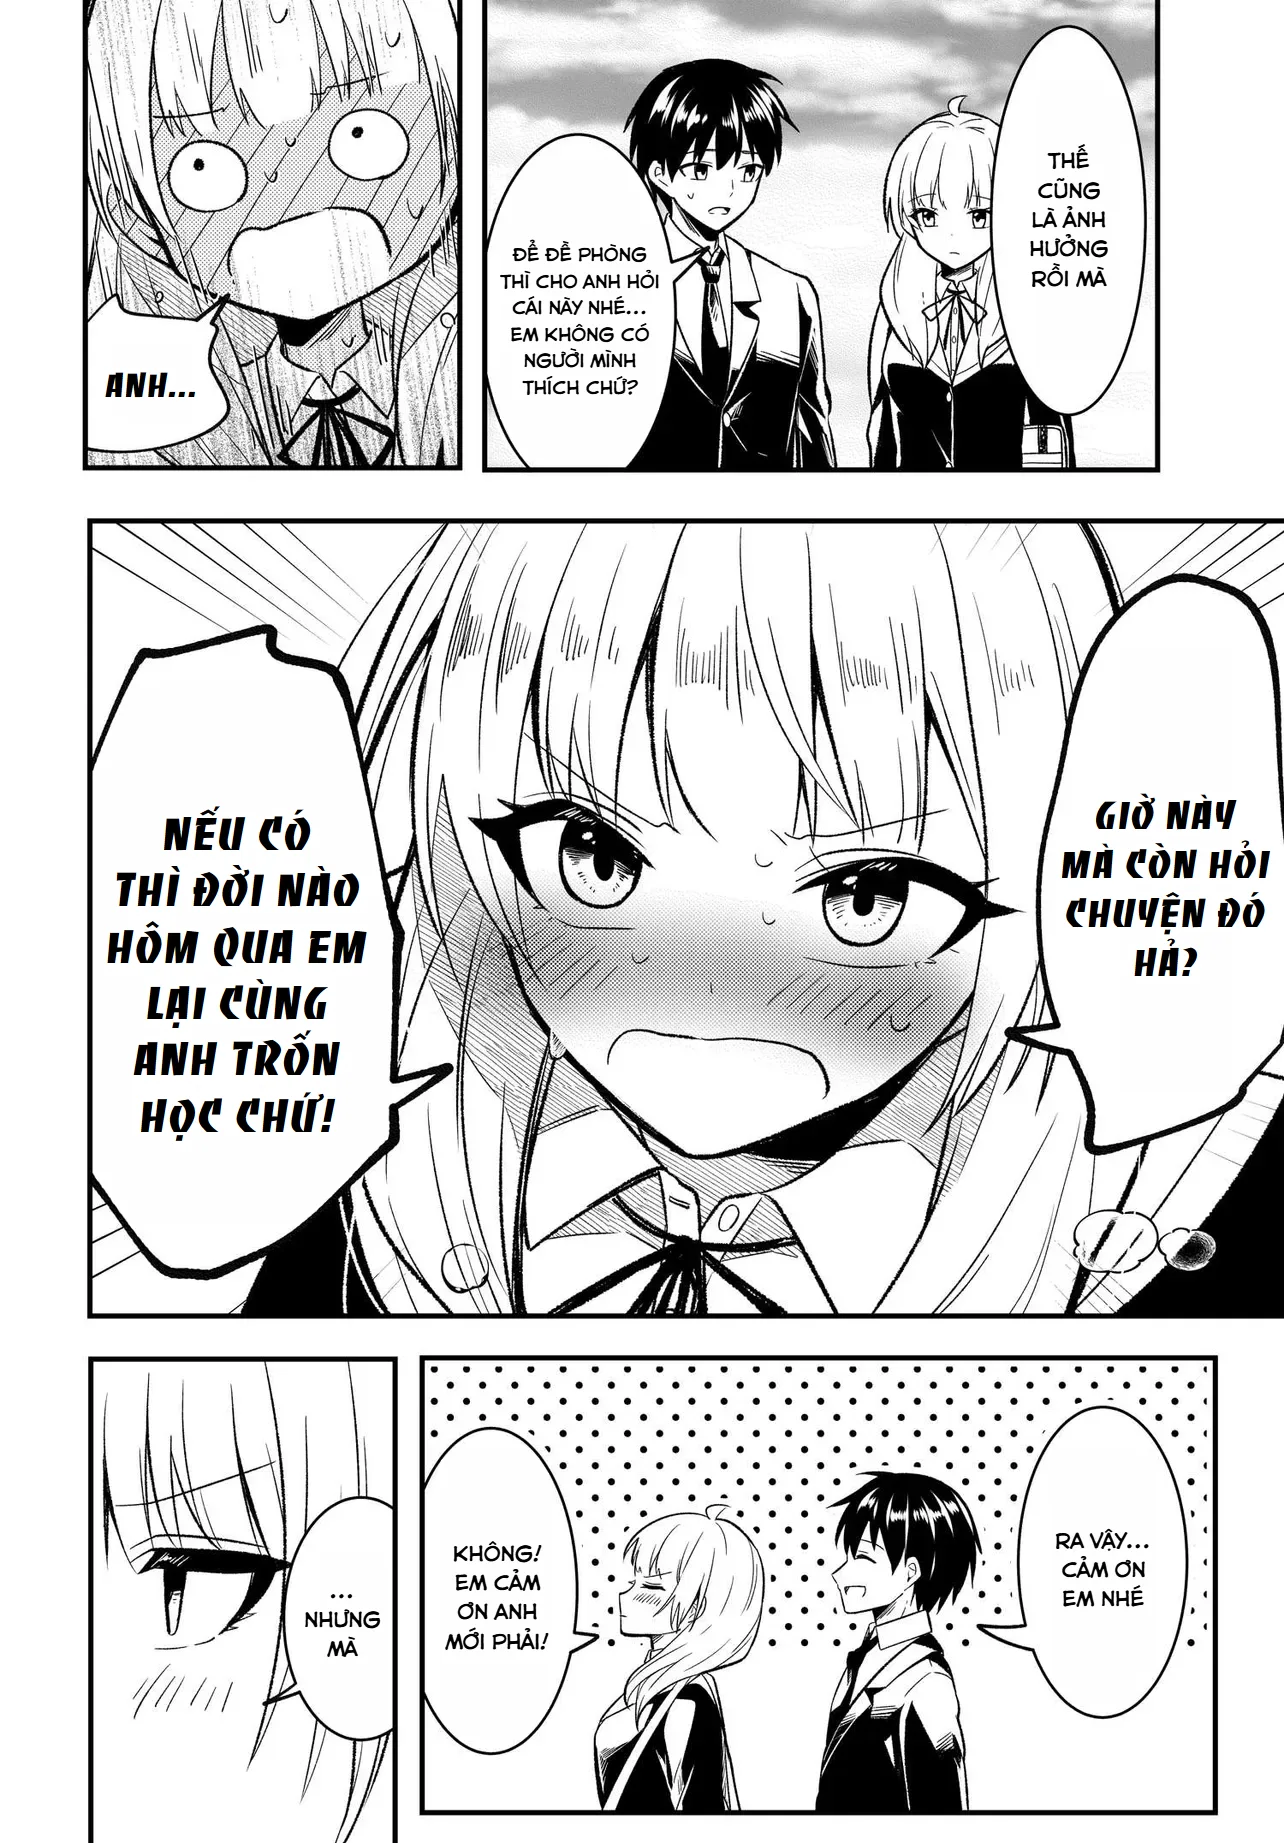 THẾ
CŨNG
LÀ ẢNH
HƯỞNG
RỒI MÀ
ĐỂ ĐỀ PHÒNG
THÌ CHO ANH HỎI
CÁI NÀY NHÉ...
EM KHÔNG CÓ
NGƯỜI MÌNH
THÍCH CHỨ?
ANH...
GIỜ NÀY
MÀ CÒN HỎI
CHUYỆN ĐÓ
HẢ?
NẾU CÓ
THÌ ĐỜI NÀO
HÔM QUA EM
LẠI CÙNG
ANH TRỐN
HỌC CHỨ!
RA VẬY...
CẢM ƠN
EM NHÉ
KHÔNG!
EM CẢM
ƠN ANH
MỚI PHẢI!
...
NHƯNG
MÀ